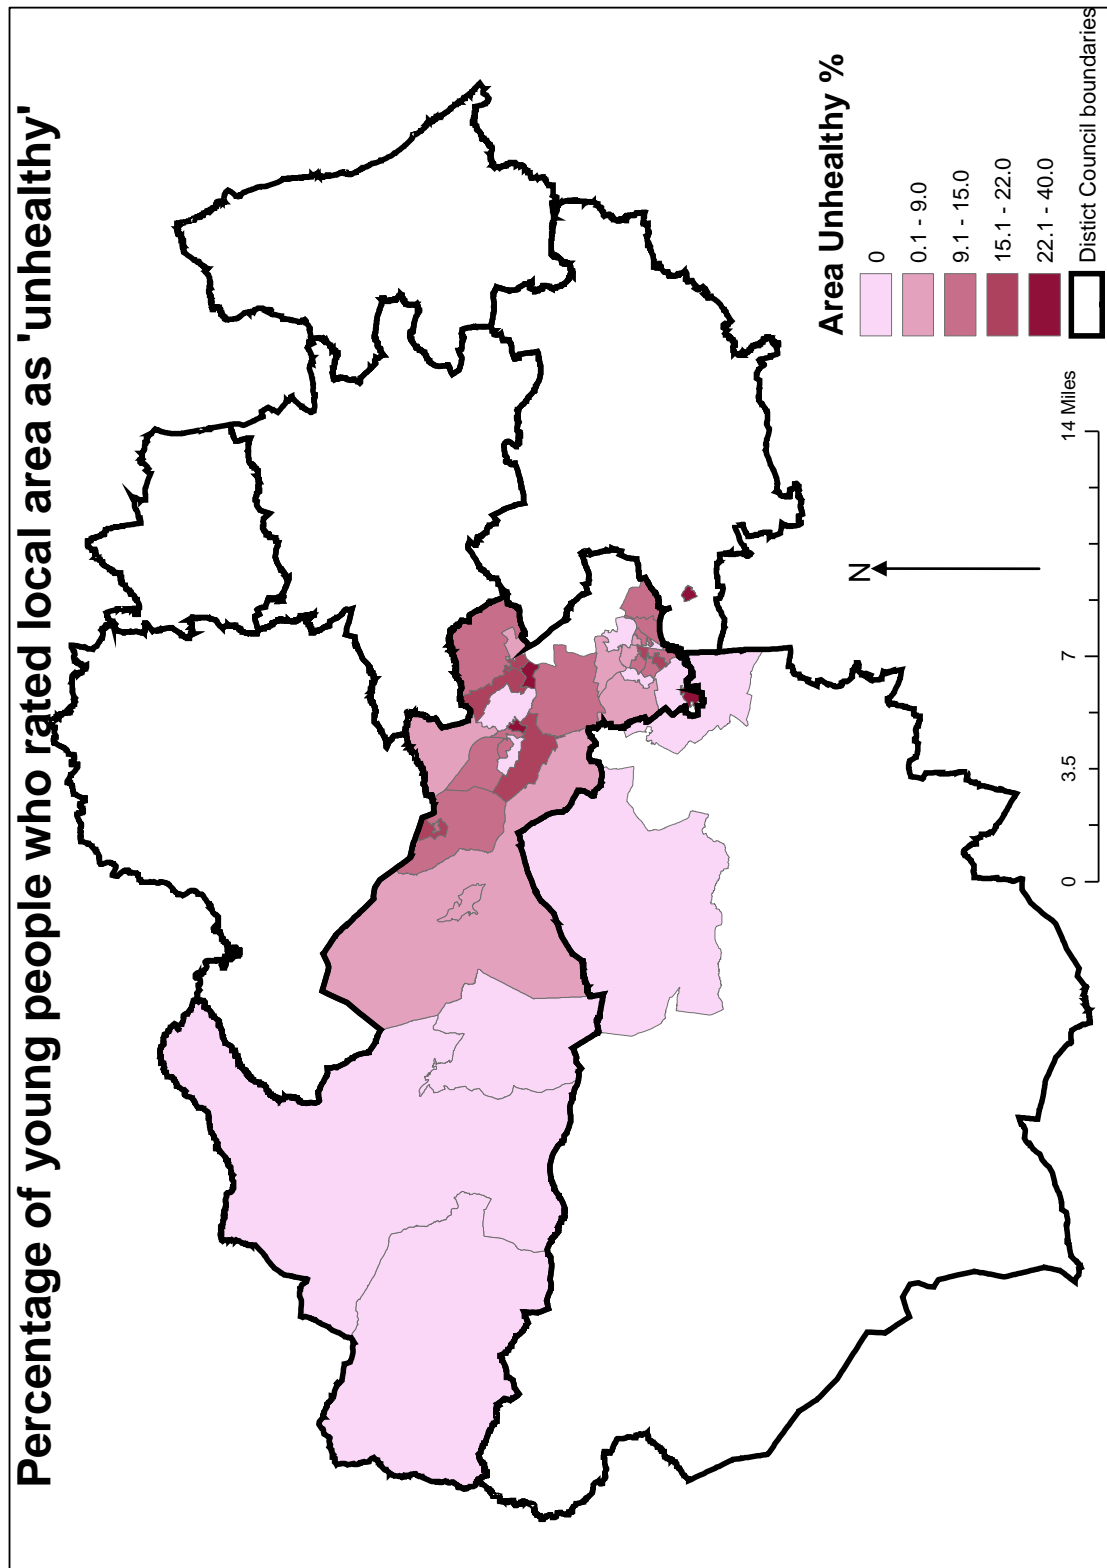 Percentage of young people who rated local area as 'unhealthy'
Area Unhealthy %
0
0.1 - 9.0
9.1 - 15.0
15.1 - 22.0
22.1 - 40.0
Distict Council boundaries
N
0 3.5 7 14 Miles